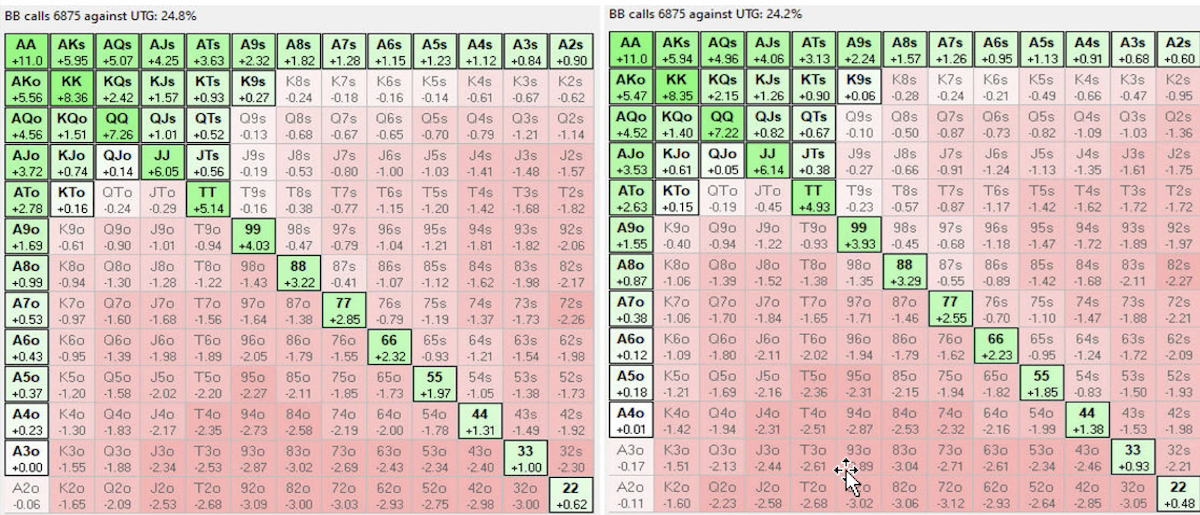 BB calls 6875 against UTG: 24.8%
AA AKs AQs AJs ATs A9s A8s A7s A6s A5s A4s A3s A2s
+11.0 +5.95 +5.07 +4.25 +3.63 +2.32 +1.82 +1.28 +1.15 +1.23 +1.12 +0.84 +0.90
AKo KK KQs KJs KTs K9s K8s K7s K6s K5s K4s K3s K2s
+5.56 +8.36 +2.42 +1.57 +0.93 +0.27 -0.24 -0.18 -0.16 -0.14 -0.61 -0.67 -0.62
AQo KQo QQ QJs QTs Q9s Q8s Q7s Q6s Q5s Q4s Q3s Q2s
+4.56 +1.51 +7.26 +1.01 +0.52 -0.13 -0.68 -0.67 -0.65 -0.70 -0.79 -1.21 -1.14
AJo KJo QJo JJ JTs J9s J8s J7s J6s J5s J4s J3s J2s
+3.72 +0.74 +0.14 +6.05 +0.56 -0.19 -0.53 -0.80 -1.00 -1.03 -1.41 -1.48 -1.57
ATo KTo QTo JTo TT T9s T8s T7s T6s T5s T4s T3s T2s
+2.78 +0.16 -0.24 -0.29 +5.14 -0.16 -0.38 -0.77 -1.15 -1.20 -1.42 -1.68 -1.82
A9o K9o Q9o J9o T9o 99 98s 97s 96s 95s 94s 93s 92s
+1.69 -0.61 -0.90 -1.01 -0.94 +4.03 -0.47 -0.79 -1.04 -1.21 -1.81 -1.82 -2.06
A8o K8o Q8o J8o T8o 98o 88 87s 86s 85s 84s 83s 82s
+0.99 -0.94 -1.30 -1.28 -1.22 -1.43 +3.22 -0.41 -1.07 -1.12 -1.62 -1.98 -2.17
A7o K7o Q7o J7o T7o 97o 87o 77 76s 75s 74s 73s 72s
+0.53 -0.97 -1.60 -1.68 -1.56 -1.64 -1.38 +2.85 -0.79 -1.19 -1.37 -1.73 -2.26
A6o K6o Q6o J6o T6o 96o 86o 76o 66 65s 64s 63s 62s
+0.43 -0.95 -1.39 -1.98 -1.89 -2.05 -1.79 -1.55 +2.32 -0.93 -1.21 -1.54 -1.98
A5o K5o Q5o J5o T5o 95o 85o 75o 65o 55 54s 53s 52s
+0.37 -1.20 -1.58 -2.02 -2.20 -2.27 -2.11 -1.85 -1.73 +1.97 -1.05 -1.38 -1.73
A4o K4o Q4o J4o T4o 94o 84o 74o 64o 54o 44 43s 42s
+0.23 -1.30 -1.83 -2.17 -2.35 -2.73 -2.58 -2.19 -2.00 -1.78 +1.31 -1.49 -1.92
A3o K3o Q3o J3o T3o 93o 83o 73o 63o 53o 43o 33 32s
+0.00 -1.55 -1.88 -2.34 -2.53 -2.87 -3.02 -2.69 -2.43 -2.34 -2.40 +1.00 -2.30
A2o K2o Q2o J2o T2o 92o 82o 72o 62o 52o 42o 32o 22
-0.06 -1.65 -2.09 -2.53 -2.68 -3.09 -3.00 -3.03 -2.93 -2.75 -2.98 -3.00 +0.62
BB calls 6875 against UTG: 24.2%
AA AKs AQs AJs ATs A9s A8s A7s A6s A5s A4s A3s A2s
+11.0 +5.94 +4.96 +4.06 +3.13 +2.24 +1.57 +1.26 +0.95 +1.13 +0.91 +0.68 +0.60
AKo KK KQs KJs KTs K9s K8s K7s K6s K5s K4s K3s K2s
+5.47 +8.35 +2.15 +1.26 +0.90 +0.06 -0.28 -0.24 -0.21 -0.49 -0.66 -0.47 -0.95
AQo KQo QQ QJs QTs Q9s Q8s Q7s Q6s Q5s Q4s Q3s Q2s
+4.52 +1.40 +7.22 +0.82 +0.67 -0.10 -0.50 -0.87 -0.73 -0.82 -1.09 -1.03 -1.36
AJo KJo QJo JJ JTs J9s J8s J7s J6s J5s J4s J3s J2s
+3.53 +0.61 +0.05 +6.14 +0.38 -0.27 -0.66 -0.91 -1.24 -1.13 -1.35 -1.61 -1.75
ATo KTo QTo JTo TT T9s T8s T7s T6s T5s T4s T3s T2s
+2.63 +0.15 -0.19 -0.45 +4.93 -0.23 -0.57 -0.87 -1.17 -1.42 -1.62 -1.72 -1.72
A9o K9o Q9o J9o T9o 99 98s 97s 96s 95s 94s 93s 92s
+1.55 -0.40 -0.94 -1.22 -0.93 +3.93 -0.45 -0.68 -1.18 -1.47 -1.72 -1.89 -1.97
A8o K8o Q8o J8o T8o 98o 88 87s 86s 85s 84s 83s 82s
+0.87 -1.06 -1.39 -1.52 -1.38 -1.35 +3.29 -0.55 -0.89 -1.42 -1.68 -2.11 -2.27
A7o K7o Q7o J7o T7o 97o 87o 77 76s 75s 74s 73s 72s
+0.38 -1.06 -1.70 -1.84 -1.65 -1.71 -1.46 +2.55 -0.70 -1.10 -1.47 -1.88 -2.21
A6o K6o Q6o J6o T6o 96o 86o 76o 66 65s 64s 63s 62s
+0.12 -1.09 -1.80 -2.11 -2.02 -1.94 -1.79 -1.62 +2.23 -0.95 -1.24 -1.72 -2.09
A5o K5o Q5o J5o T5o 95o 85o 75o 65o 55 54s 53s 52s
+0.18 -1.21 -1.69 -2.16 -2.36 -2.31 -2.15 -1.94 -1.82 +1.85 -0.83 -1.50 -1.93
A4o K4o Q4o J4o T4o 94o 84o 74o 64o 54o 44 43s 42s
+0.01 -1.42 -1.94 -2.31 -2.51 -2.87 -2.53 -2.32 -2.16 -1.99 +1.38 -1.53 -1.98
A3o K3o Q3o J3o T3o 93o 83o 73o 63o 53o 43o 33 32s
-0.17 -1.51 -2.13 -2.44 -2.61 -3.04 -2.71 -2.61 -2.34 -2.46 +0.93 -2.21
A2o K2o Q2o J2o T2o 92o 82o 72o 62o 52o 42o 32o 22
-0.11 -1.60 -2.23 -2.58 -2.68 -3.02 -3.06 -3.12 -2.93 -2.64 -2.85 -3.05 +0.48